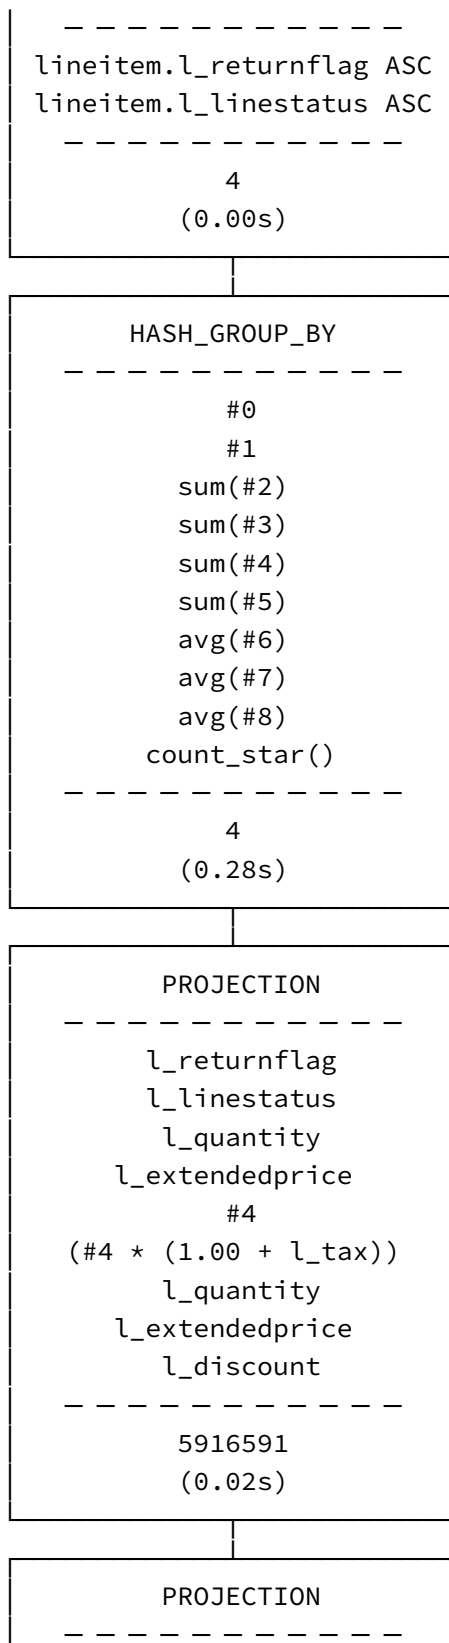 lineitem.l_returnflag ASC
lineitem.l_linestatus ASC
4
(0.00s)
HASH_GROUP_BY
#0
#1
sum(#2)
sum(#3)
sum(#4)
sum(#5)
avg(#6)
avg(#7)
avg(#8)
count_star()
4
(0.28s)
PROJECTION
l_returnflag
l_linestatus
l_quantity
l_extendedprice
#4
(#4 * (1.00 + l_tax))
l_quantity
l_extendedprice
l_discount
5916591
(0.02s)
PROJECTION